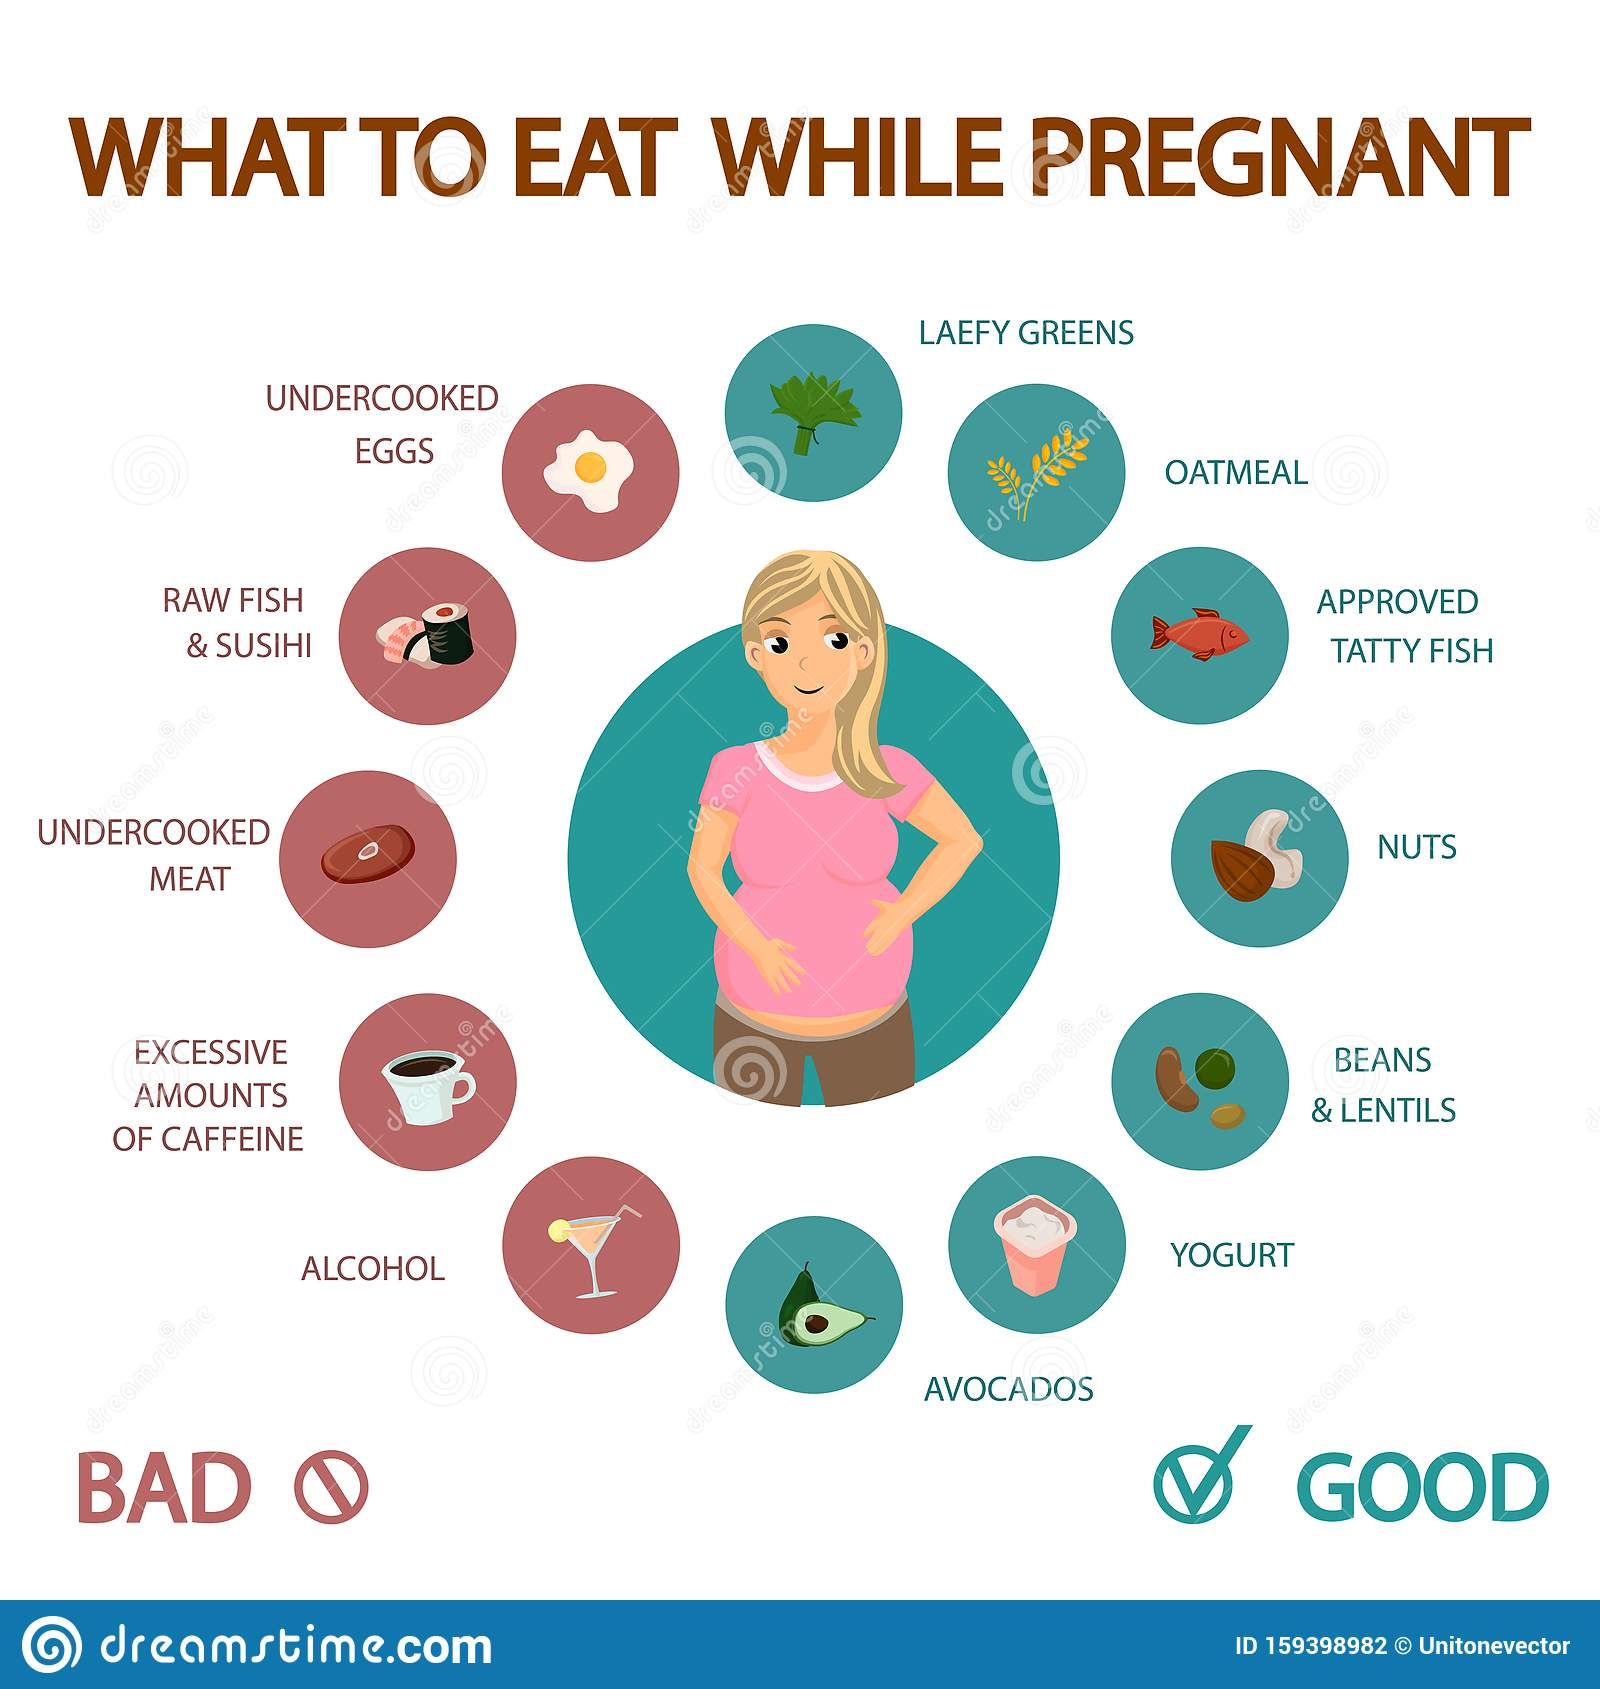 WHAT TO EAT WHILE PREGNANT
LAEFY GREENS
UNDERCOOKED
EGGS
OATMEAL
RAW FISH
& SUSIHI
APPROVED
TATTY FISH
UNDERCOOKED
MEAT
NUTS
EXCESSIVE
AMOUNTS
OF CAFFEINE
BEANS
& LENTILS
ALCOHOL
YOGURT
AVOCADOS
BAD
GOOD
dreamstime.com
ID 159398982 © Unitonevector